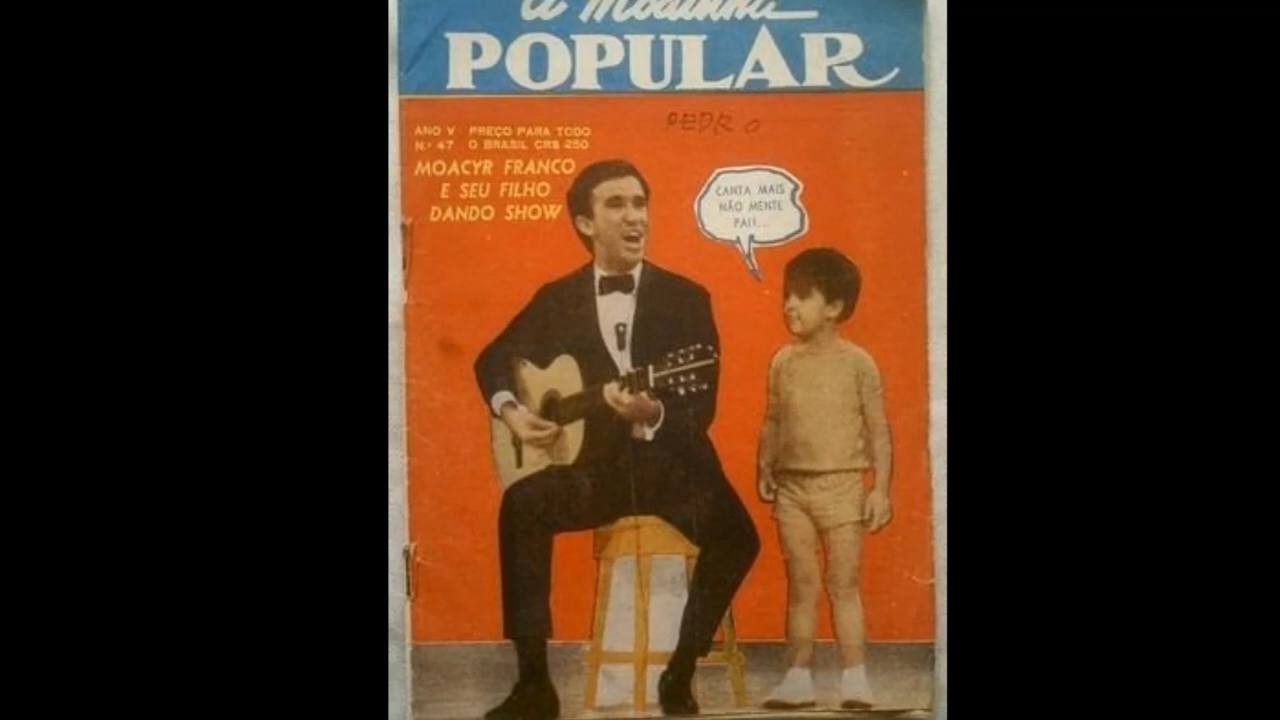 A Modinha
POPULAR
PEDRO
ANO V PREÇO PARA TODO
N.º 47 O BRASIL CR$ 250
MOACYR FRANCO
E SEU FILHO
DANDO SHOW
CANTA MAIS
NÃO MENTE
PAI!...